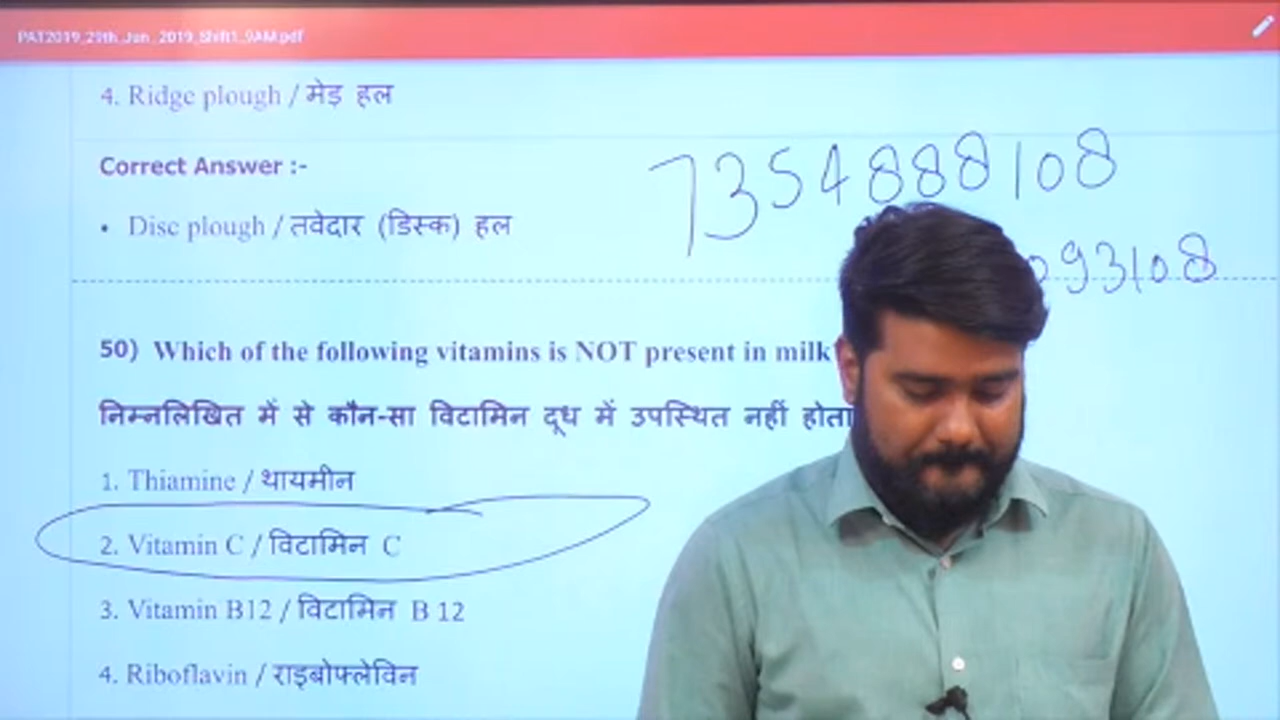 PAT2019_29th_Jun_2019_Shift1_9AM.pdf
4. Ridge plough / मेड़ हल
Correct Answer :-
7354888108
• Disc plough / तवेदार (डिस्क) हल
093108
50) Which of the following vitamins is NOT present in milk
निम्नलिखित में से कौन-सा विटामिन दूध में उपस्थित नहीं होता
1. Thiamine / थायमीन
2. Vitamin C / विटामिन C
3. Vitamin B12 / विटामिन B 12
4. Riboflavin / राइबोफ्लेविन